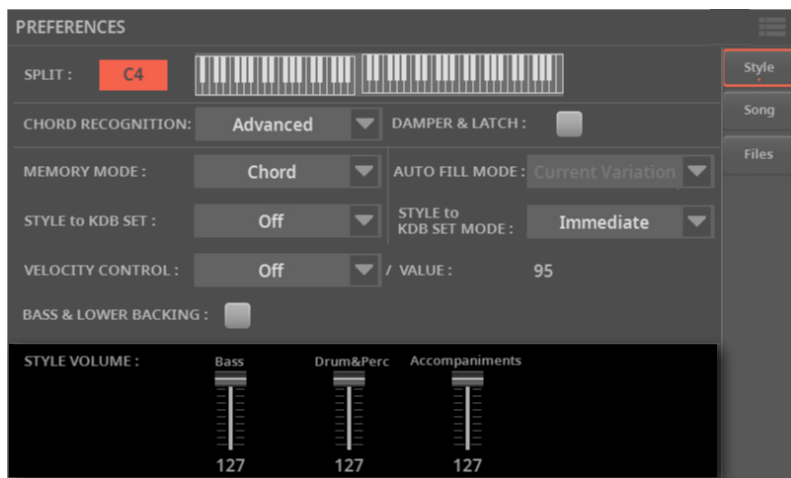 PREFERENCES
SPLIT : C4
Style
CHORD RECOGNITION: Advanced DAMPER & LATCH :
Song
MEMORY MODE : Chord AUTO FILL MODE : Current Variation
Files
STYLE to KDB SET : Off STYLE to
KDB SET MODE : Immediate
VELOCITY CONTROL : Off / VALUE : 95
BASS & LOWER BACKING :
STYLE VOLUME : Bass Drum&Perc Accompaniments
127 127 127